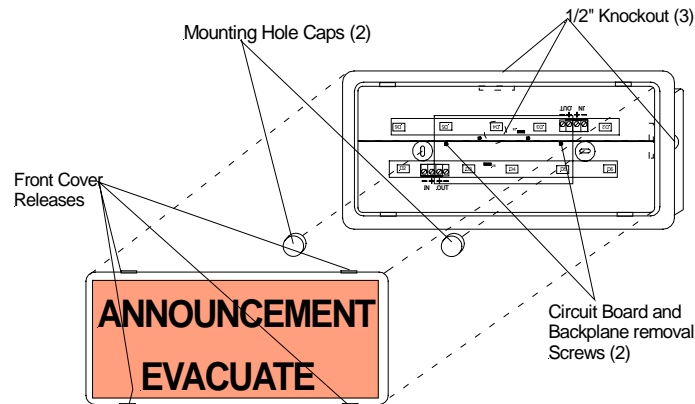 Mounting Hole Caps (2)
1/2" Knockout (3)
.OUT IN
IN .OUT
Front Cover
Releases
ANNOUNCEMENT
EVACUATE
Circuit Board and
Backplane removal
Screws (2)